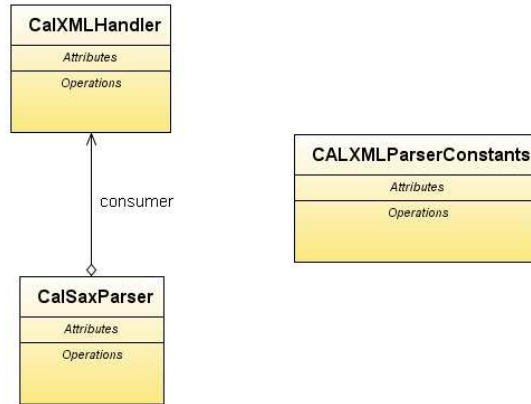 CalXMLHandler
Attributes
Operations
consumer
CALXMLParserConstants
Attributes
Operations
CalSaxParser
Attributes
Operations